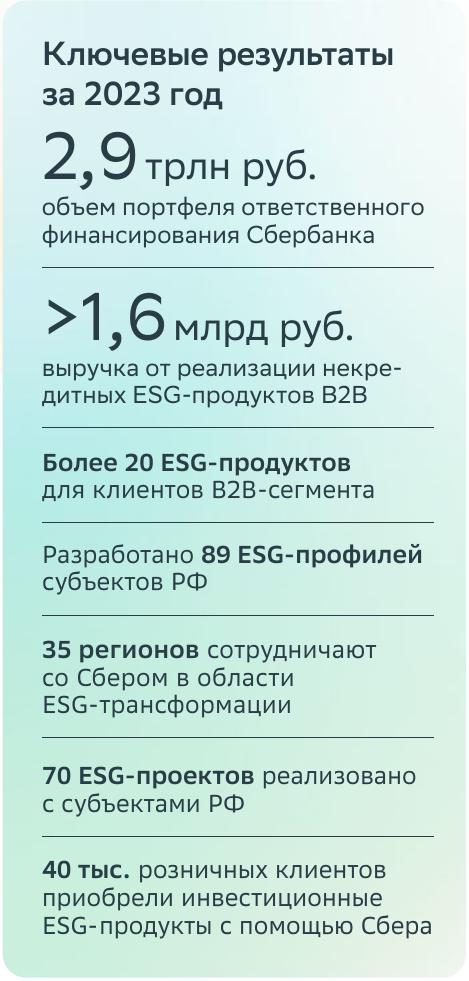 Ключевые результаты
за 2023 год
2,9 трлн руб.
объем портфеля ответственного
финансирования Сбербанка
>1,6 млрд руб.
выручка от реализации некре-
дитных ESG-продуктов B2B
Более 20 ESG-продуктов
для клиентов B2B-сегмента
Разработано 89 ESG-профилей
субъектов РФ
35 регионов сотрудничают
со Сбером в области
ESG-трансформации
70 ESG-проектов реализовано
с субъектами РФ
40 тыс. розничных клиентов
приобрели инвестиционные
ESG-продукты с помощью Сбера